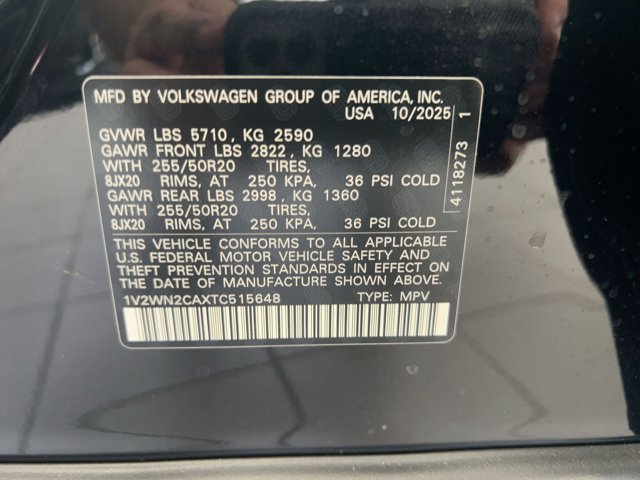 MFD BY VOLKSWAGEN GROUP OF AMERICA, INC.
USA 10/2025
GVWR LBS 5710, KG 2590
GAWR FRONT LBS 2822, KG 1280
WITH 255/50R20 TIRES,
8JX20 RIMS, AT 250 KPA, 36 PSI COLD
GAWR REAR LBS 2998, KG 1360
WITH 255/50R20 TIRES,
8JX20 RIMS, AT 250 KPA, 36 PSI COLD
THIS VEHICLE CONFORMS TO ALL APPLICABLE
U.S. FEDERAL MOTOR VEHICLE SAFETY AND
THEFT PREVENTION STANDARDS IN EFFECT ON
THE DATE OF MANUFACTURE SHOWN ABOVE.
1V2WN2CAXTC515648 TYPE: MPV
4118273 1